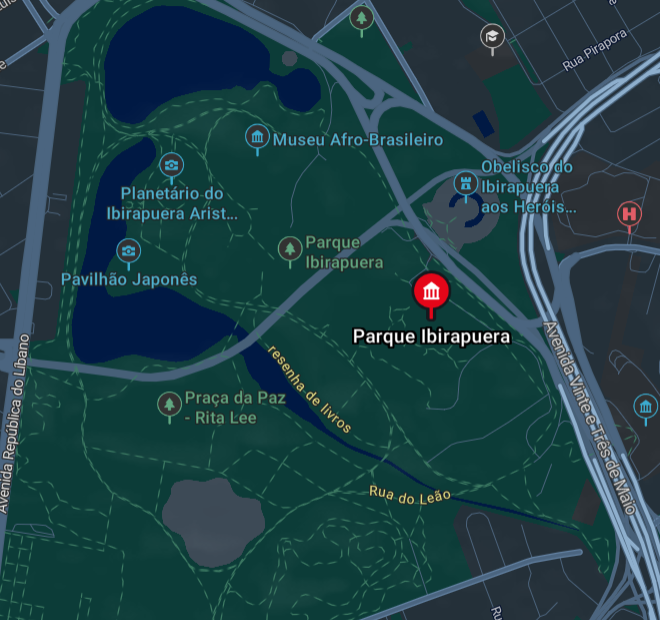 Rua Pirapora
Museu Afro-Brasileiro
Obelisco do
Ibirapuera
aos Heróis...
Planetário do
Ibirapuera Arist...
Parque
Ibirapuera
Pavilhão Japonês
Parque Ibirapuera
Avenida República do Líbano
resenha de livros
Avenida Vinte e Três de Maio
Praça da Paz
- Rita Lee
Rua do Leão
H